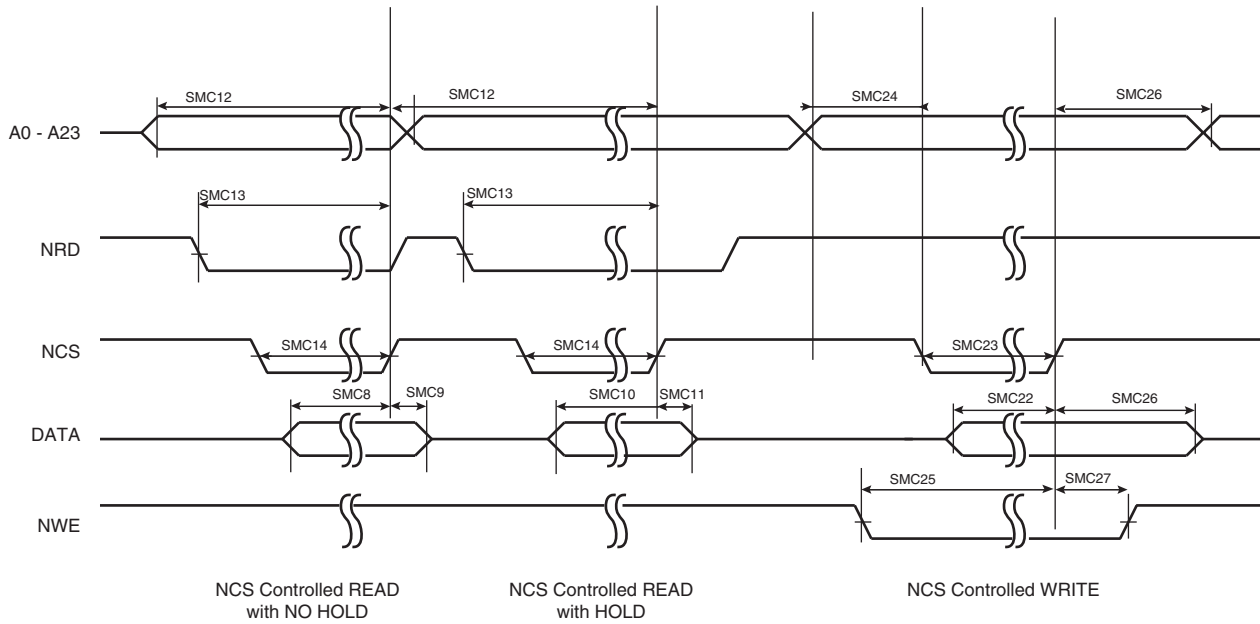 SMC12
SMC12
SMC24
SMC26
A0 - A23
SMC13
SMC13
NRD
NCS
SMC14
SMC14
SMC23
SMC8
SMC9
SMC10
SMC11
SMC22
SMC26
DATA
SMC25
SMC27
NWE
NCS Controlled READ
with NO HOLD
NCS Controlled READ
with HOLD
NCS Controlled WRITE